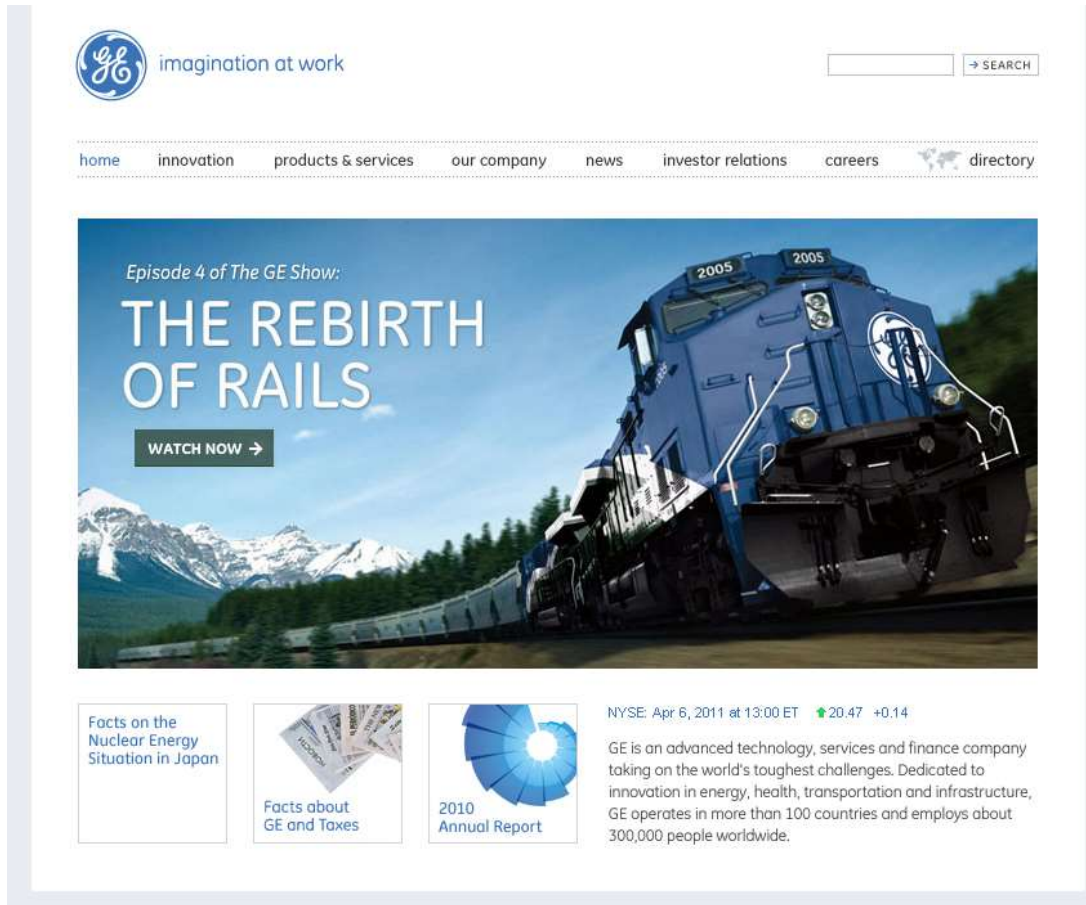 GE
imagination at work
→ SEARCH
home innovation products & services our company news investor relations careers directory
Episode 4 of The GE Show:
THE REBIRTH
OF RAILS
WATCH NOW →
2005
2005
GE
Facts on the
Nuclear Energy
Situation in Japan
Facts about
GE and Taxes
2010
Annual Report
NYSE: Apr 6, 2011 at 13:00 ET 20.47 +0.14
GE is an advanced technology, services and finance company
taking on the world's toughest challenges. Dedicated to
innovation in energy, health, transportation and infrastructure,
GE operates in more than 100 countries and employs about
300,000 people worldwide.